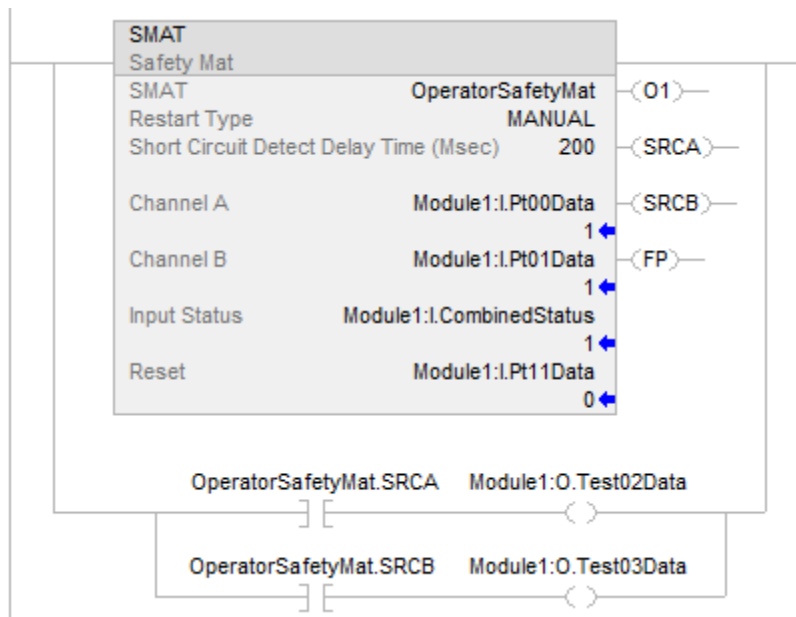 SMAT
Safety Mat
SMAT OperatorSafetyMat O1
Restart Type MANUAL
Short Circuit Detect Delay Time (Msec) 200 SRCA
Channel A Module1:I.Pt00Data SRCB
1
Channel B Module1:I.Pt01Data FP
1
Input Status Module1:I.CombinedStatus
1
Reset Module1:I.Pt11Data
0
OperatorSafetyMat.SRCA Module1:O.Test02Data
OperatorSafetyMat.SRCB Module1:O.Test03Data